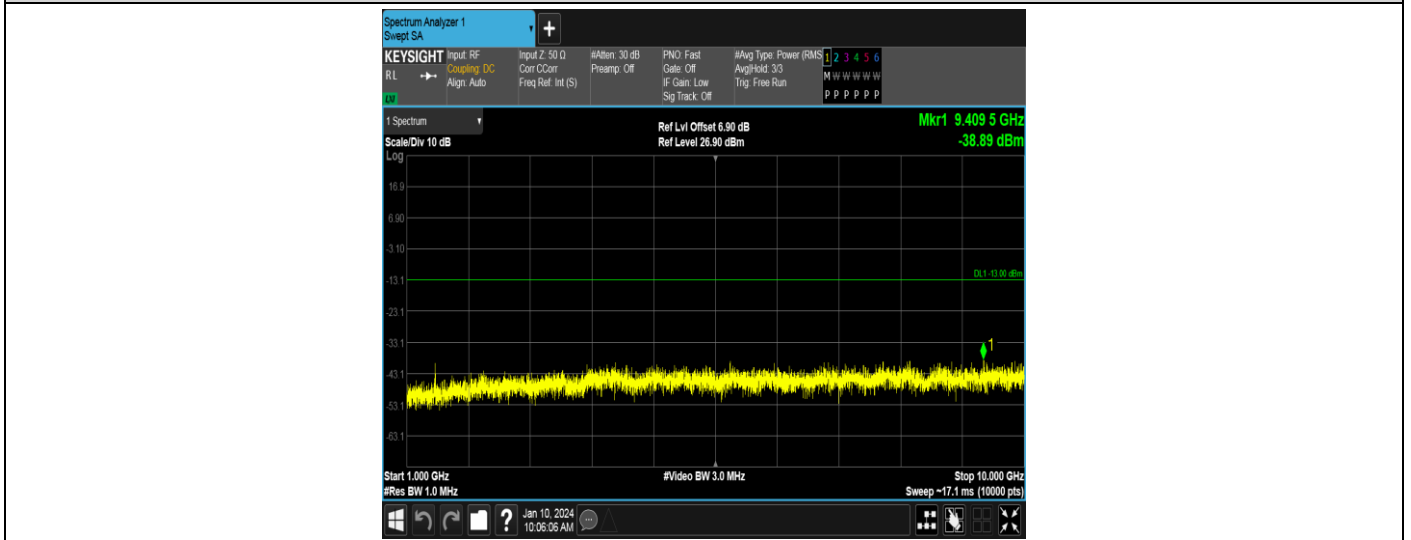 Spectrum Analyzer 1
Swept SA
+
KEYSIGHT
RL
Input: RF
Coupling: DC
Align: Auto
Input Z: 50 Ω
Corr CCorr
Freq Ref: Int (S)
#Atten: 30 dB
Preamp: Off
PNO: Fast
Gate: Off
IF Gain: Low
Sig Track: Off
#Avg Type: Power (RMS
Avg|Hold: 3/3
Trig: Free Run
1 2 3 4 5 6
M W W W W W
P P P P P P
1 Spectrum
Scale/Div 10 dB
Log
Ref Lvl Offset 6.90 dB
Ref Level 26.90 dBm
Mkr1 9.409 5 GHz
-38.89 dBm
16.9
6.90
-3.10
-13.1
-23.1
-33.1
-43.1
-53.1
-63.1
DL1 -13.00 dBm
1
Start 1.000 GHz
#Res BW 1.0 MHz
#Video BW 3.0 MHz
Stop 10.000 GHz
Sweep ~17.1 ms (10000 pts)
?
Jan 10, 2024
10:06:06 AM